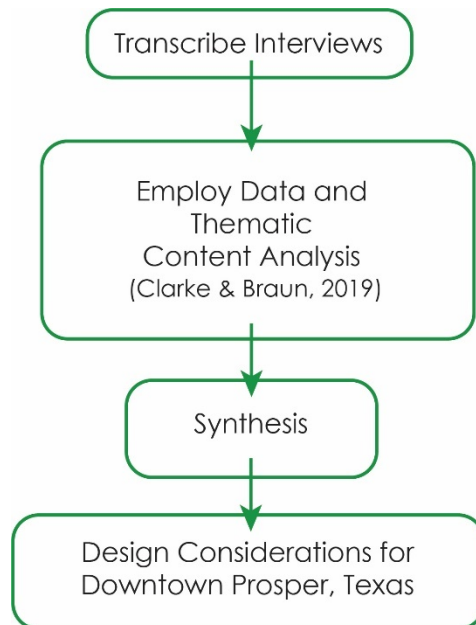 Transcribe Interviews
Employ Data and
Thematic
Content Analysis
(Clarke & Braun, 2019)
Synthesis
Design Considerations for
Downtown Prosper, Texas